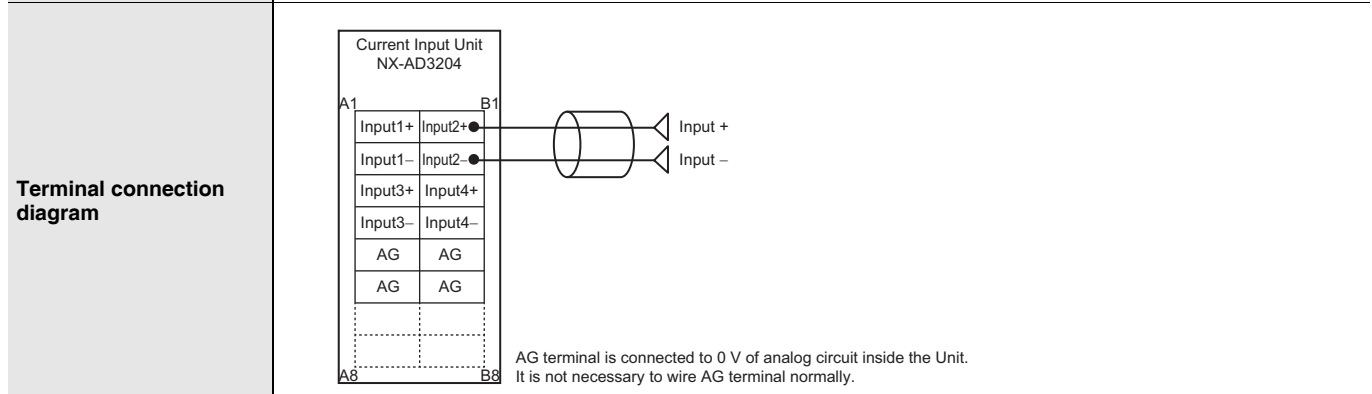 Terminal connection
diagram
Current Input Unit
NX-AD3204
A1 B1
Input1+ Input2+ Input +
Input1– Input2– Input –
Input3+ Input4+
Input3– Input4–
AG AG
AG AG
A8 B8
AG terminal is connected to 0 V of analog circuit inside the Unit.
It is not necessary to wire AG terminal normally.